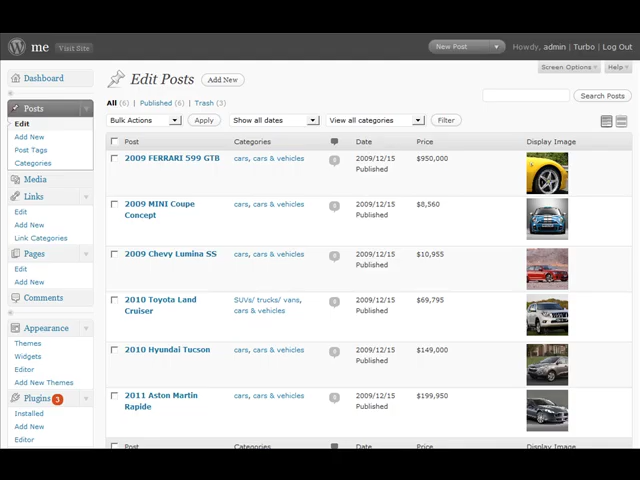 me Visit Site New Post Howdy, admin | Turbo | Log Out
Screen Options Help
Dashboard
Posts
Edit
Add New
Post Tags
Categories
Media
Links
Edit
Add New
Link Categories
Pages
Edit
Add New
Comments
Appearance
Themes
Widgets
Editor
Add New Themes
Plugins 3
Installed
Add New
Editor
Edit Posts Add New
Search Posts
All (6) | Published (6) | Trash (3)
Bulk Actions Apply Show all dates View all categories Filter
Post Categories Date Price Display Image
2009 FERRARI 599 GTB cars, cars & vehicles 0 2009/12/15 $950,000
Published
2009 MINI Coupe cars, cars & vehicles 0 2009/12/15 $8,560
Concept Published
2009 Chevy Lumina SS cars, cars & vehicles 0 2009/12/15 $10,955
Published
2010 Toyota Land SUVs/ trucks/ vans, 0 2009/12/15 $69,795
Cruiser cars & vehicles Published
2010 Hyundai Tucson cars, cars & vehicles 0 2009/12/15 $149,000
Published
2011 Aston Martin cars, cars & vehicles 0 2009/12/15 $199,950
Rapide Published
Post Categories Date Price Display Image